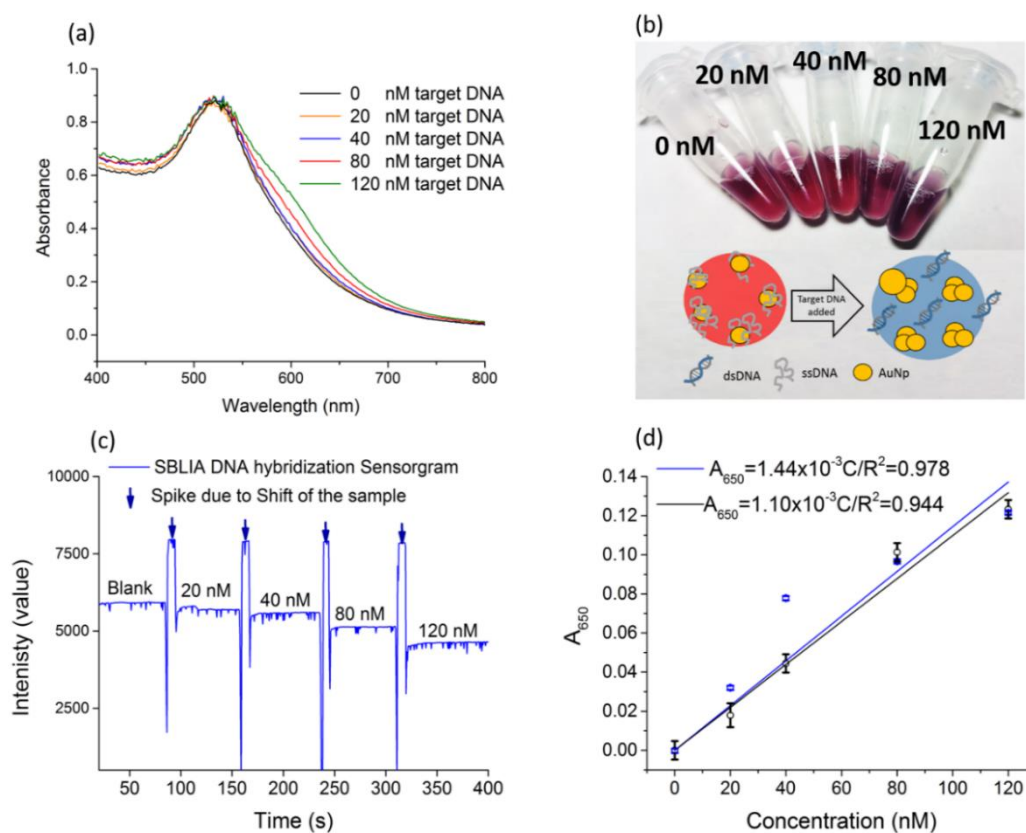 (a)
1.0
0.8
0.6
0.4
0.2
0.0
Absorbance
0 nM target DNA
20 nM target DNA
40 nM target DNA
80 nM target DNA
120 nM target DNA
400 500 600 700 800
Wavelength (nm)
(b)
0 nM
20 nM
40 nM
80 nM
120 nM
Target DNA
added
dsDNA ssDNA AuNp
(c)
SBLIA DNA hybridization Sensorgram
Spike due to Shift of the sample
10000
7500
5000
2500
Intenisty (value)
Blank 20 nM 40 nM 80 nM 120 nM
50 100 150 200 250 300 350 400
Time (s)
(d)
A₆₅₀=1.44x10⁻³C/R²=0.978
A₆₅₀=1.10x10⁻³C/R²=0.944
0.14
0.12
0.10
0.08
0.06
0.04
0.02
0.00
A₆₅₀
0 20 40 60 80 100 120
Concentration (nM)